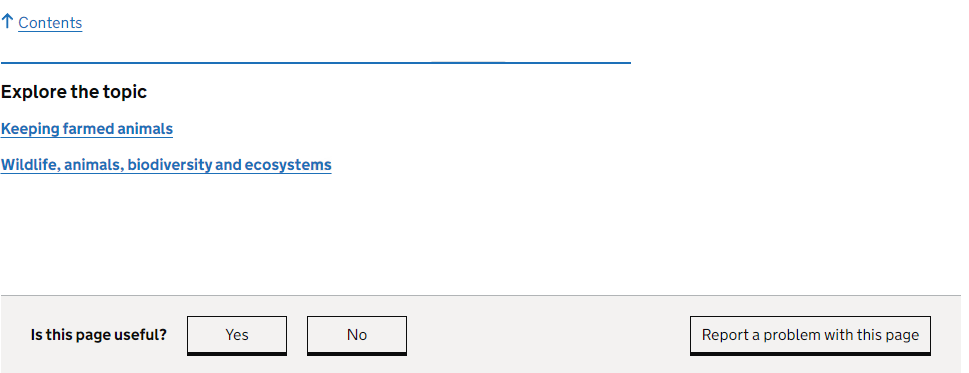 ↑ Contents
Explore the topic
Keeping farmed animals
Wildlife, animals, biodiversity and ecosystems
Is this page useful? Yes No Report a problem with this page